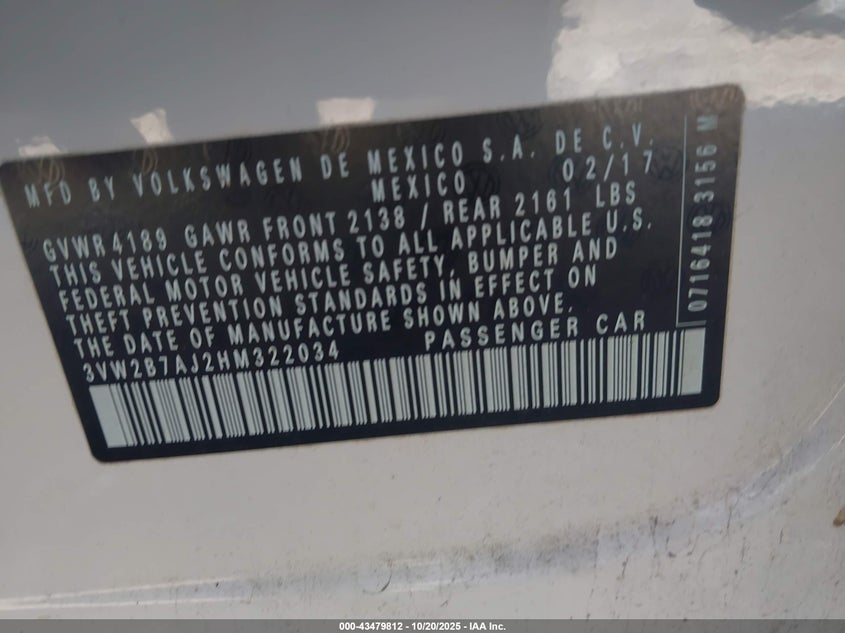 MFD BY VOLKSWAGEN DE MEXICO S.A. DE C.V.
MEXICO 02/17
GVWR 4189 GAWR FRONT 2138 / REAR 2161 LBS
THIS VEHICLE CONFORMS TO ALL APPLICABLE U.S.
FEDERAL MOTOR VEHICLE SAFETY, BUMPER AND
THEFT PREVENTION STANDARDS IN EFFECT ON
THE DATE OF MANUFACTURE SHOWN ABOVE.
3VW2B7AJ2HM322034 PASSENGER CAR
0716418 3156 M
000-43479812 - 10/20/2025 - IAA Inc.